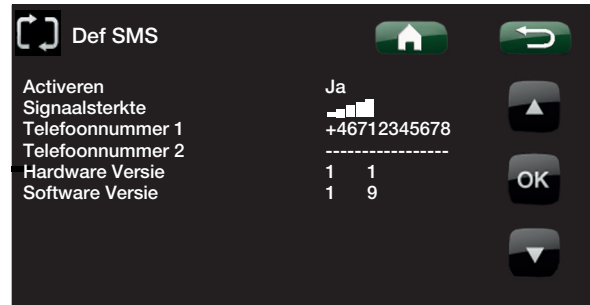 Def SMS
Activeren Ja
Signaalsterkte
Telefoonnummer 1 +46712345678
Telefoonnummer 2 -----------------
Hardware Versie 1 1
Software Versie 1 9
OK